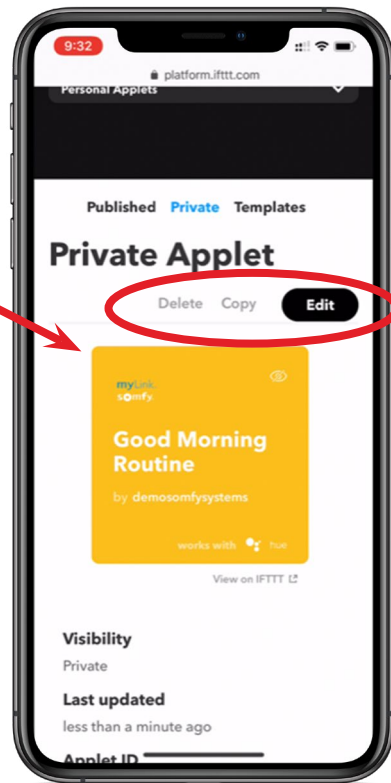 9:32
platform.ifttt.com
Personal Applets
Published Private Templates
Private Applet
Delete Copy Edit
myLink.
somfy.
Good Morning
Routine
by demosomfysystems
works with hue
View on IFTTT
Visibility
Private
Last updated
less than a minute ago
Applet ID